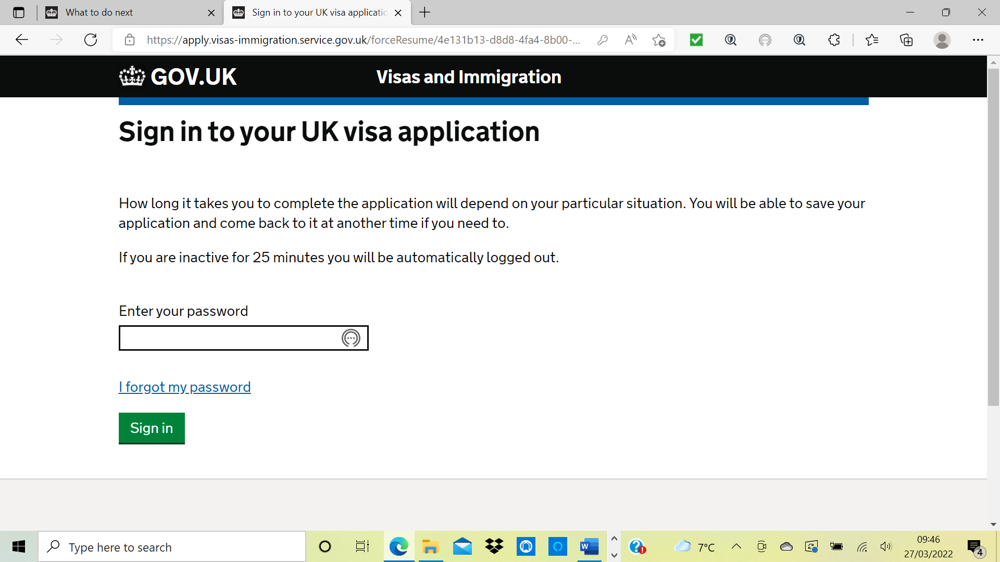 What to do next
Sign in to your UK visa applicatio
https://apply.visas-immigration.service.gov.uk/forceResume/4e131b13-d8d8-4fa4-8b00-...
GOV.UK
Visas and Immigration
Sign in to your UK visa application
How long it takes you to complete the application will depend on your particular situation. You will be able to save your
application and come back to it at another time if you need to.
If you are inactive for 25 minutes you will be automatically logged out.
Enter your password
I forgot my password
Sign in
Type here to search
7°C
09:46
27/03/2022
4